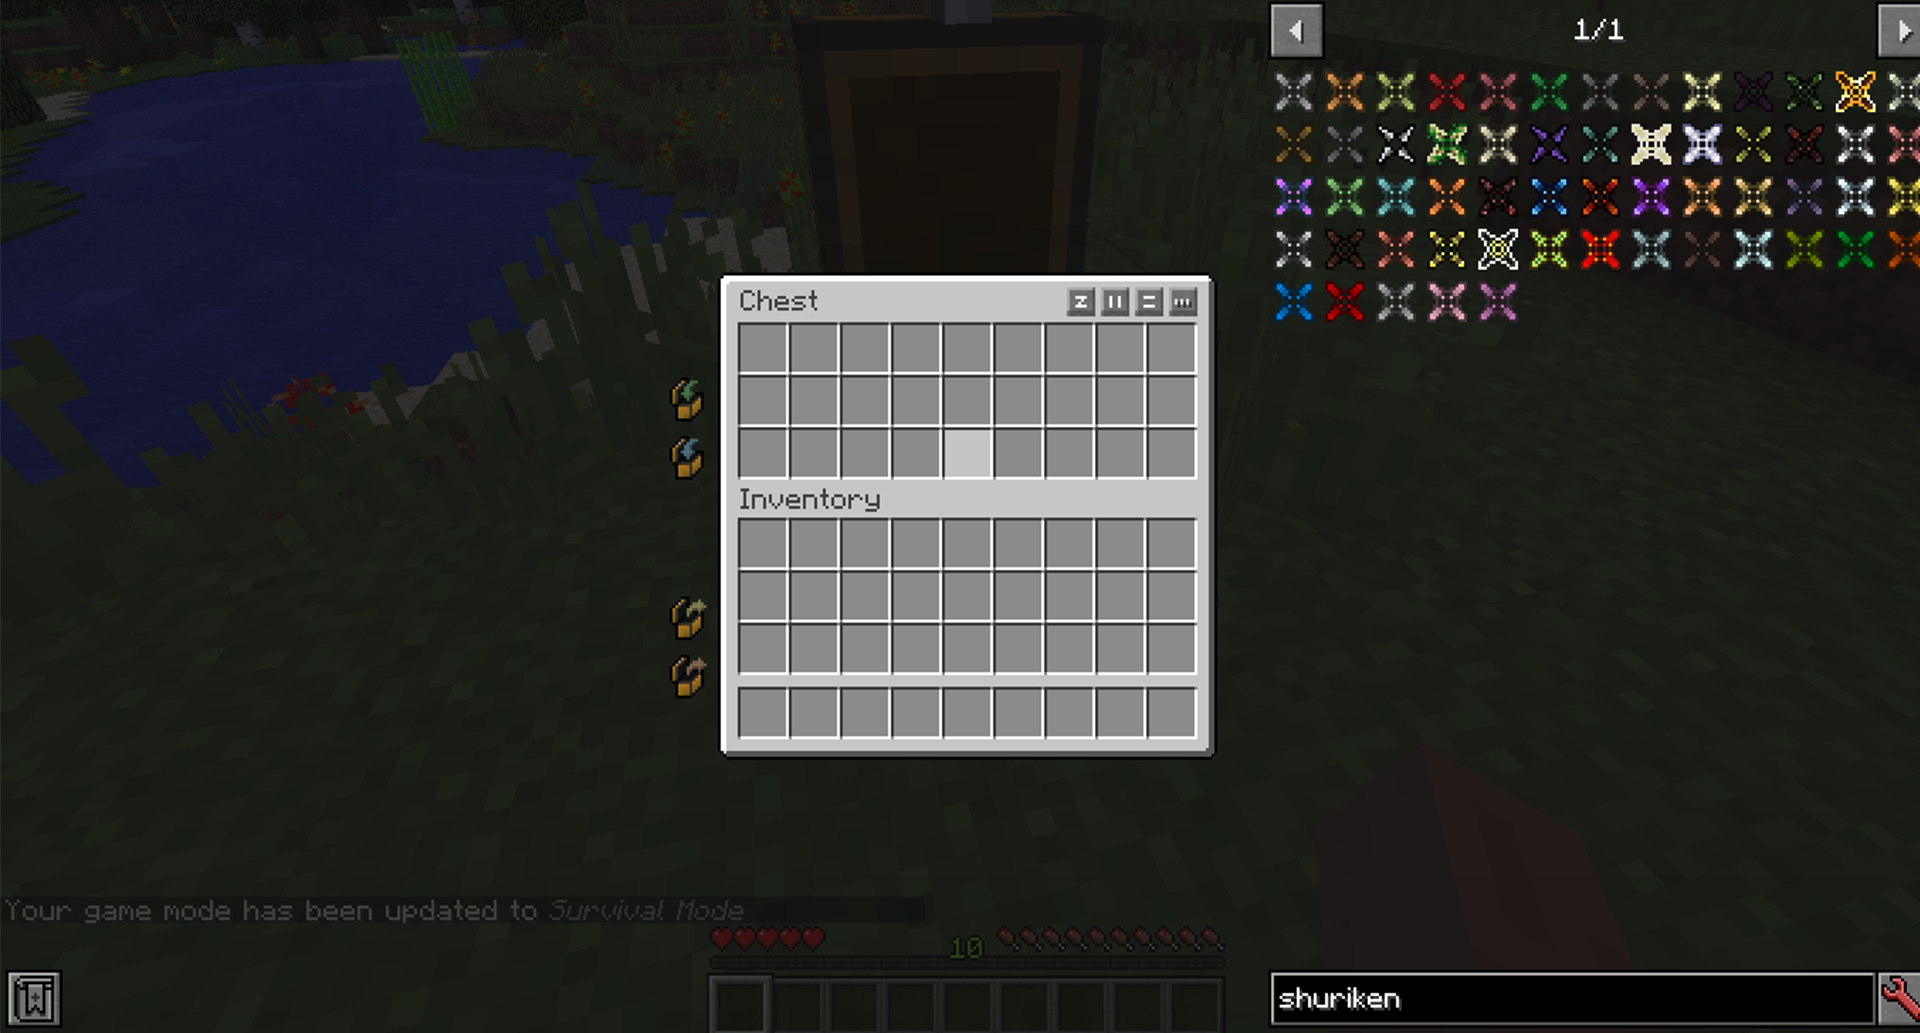 1/1
Chest
Inventory
Your game mode has been updated to Survival Mode
10
shuriken